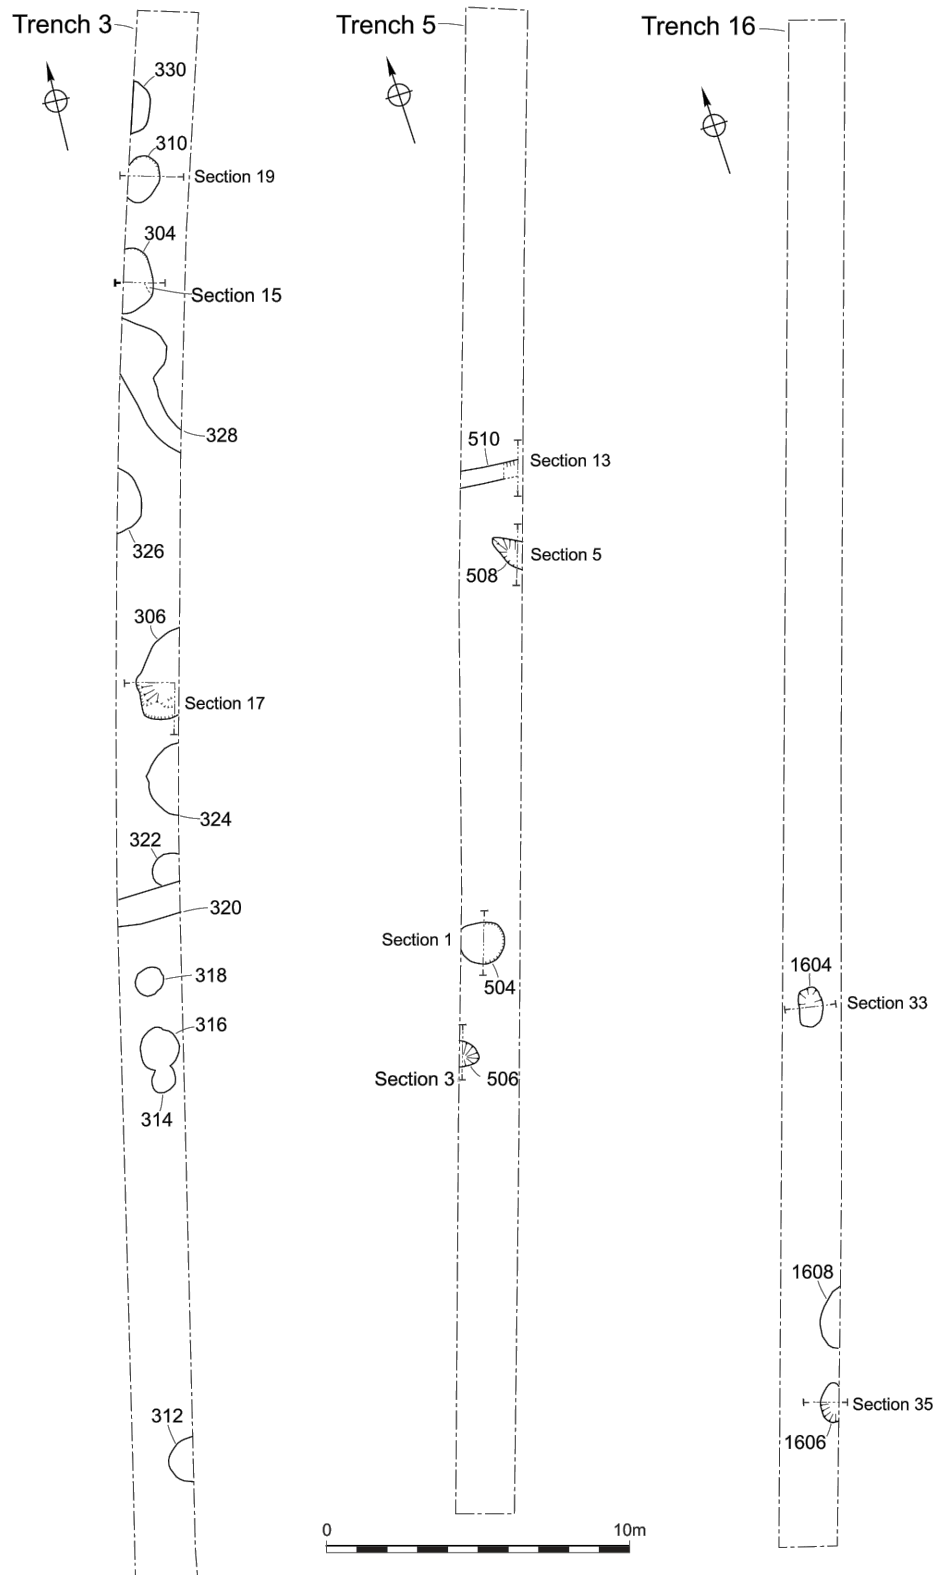 Trench 3
Trench 5
Trench 16
330
310
Section 19
304
Section 15
328
326
306
Section 17
324
322
320
318
316
314
312
510
Section 13
Section 5
508
Section 1
504
Section 3
506
1604
Section 33
1608
Section 35
1606
0
10m